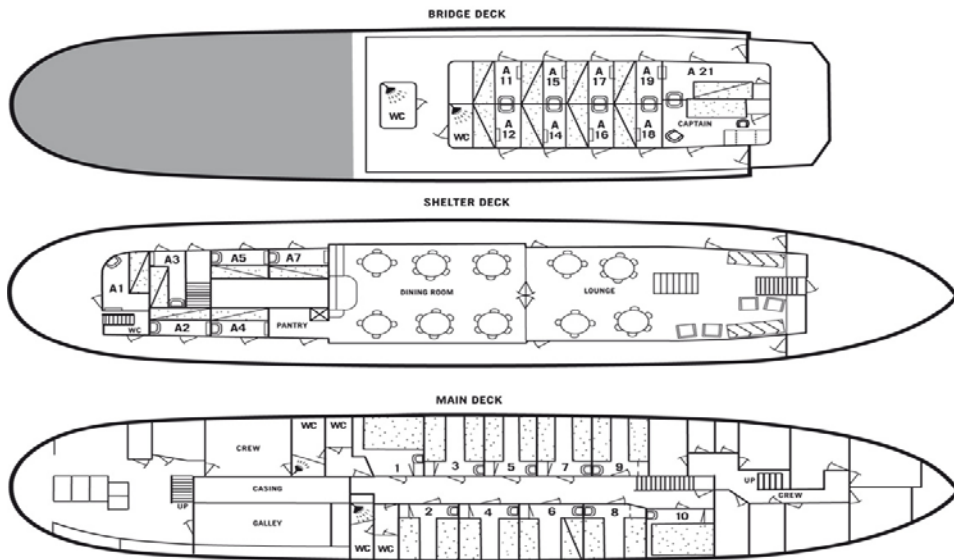 BRIDGE DECK
A 11
A 15
A 17
A 19
A 21
WC
WC
A 12
A 14
A 16
A 18
CAPTAIN
SHELTER DECK
A3
A5
A7
A1
DINING ROOM
LOUNGE
A2
A4
PANTRY
WC
MAIN DECK
WC
WC
CREW
1
3
5
7
9
CASING
UP
UP
CREW
GALLEY
2
4
6
8
10
WC
WC